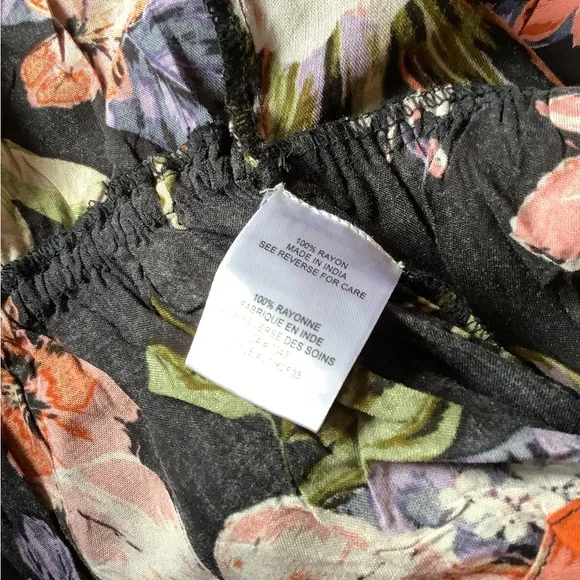 100% RAYON
MADE IN INDIA
SEE REVERSE FOR CARE
100% RAYONNE
FABRIQUE EN INDE
DES SOINS